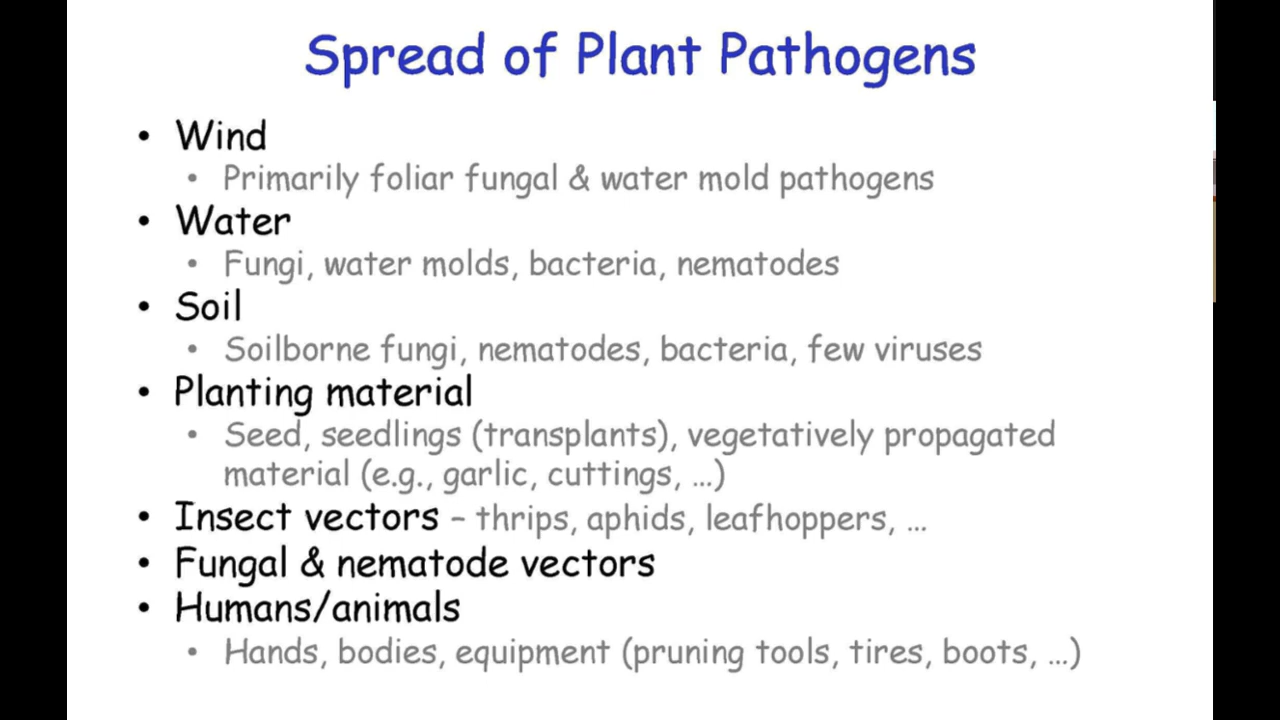 Spread of Plant Pathogens
• Wind
• Primarily foliar fungal & water mold pathogens
• Water
• Fungi, water molds, bacteria, nematodes
• Soil
• Soilborne fungi, nematodes, bacteria, few viruses
• Planting material
• Seed, seedlings (transplants), vegetatively propagated
material (e.g., garlic, cuttings, …)
• Insect vectors – thrips, aphids, leafhoppers, …
• Fungal & nematode vectors
• Humans/animals
• Hands, bodies, equipment (pruning tools, tires, boots, …)